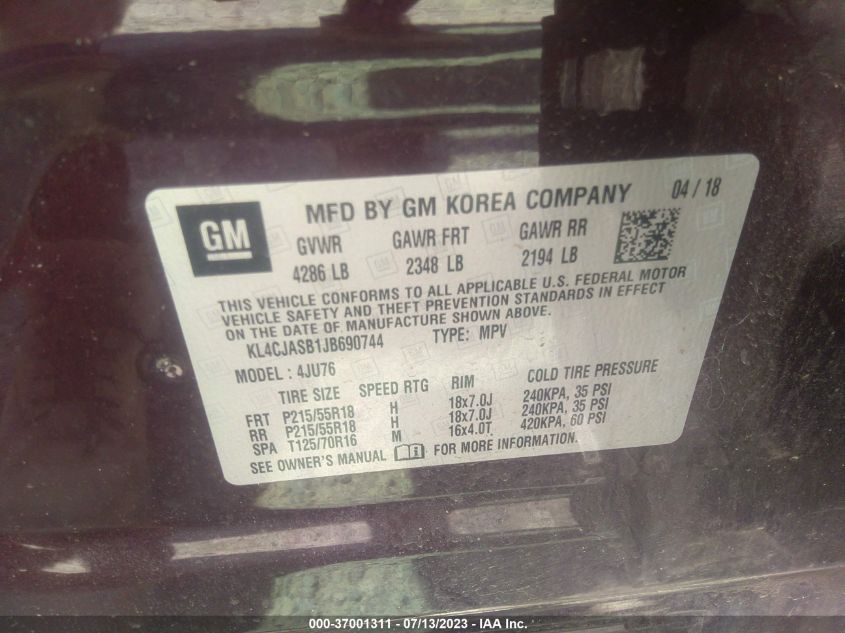 GM
MFD BY GM KOREA COMPANY 04 / 18
GVWR GAWR FRT GAWR RR
4286 LB 2348 LB 2194 LB
THIS VEHICLE CONFORMS TO ALL APPLICABLE U.S. FEDERAL MOTOR
VEHICLE SAFETY AND THEFT PREVENTION STANDARDS IN EFFECT
ON THE DATE OF MANUFACTURE SHOWN ABOVE.
KL4CJASB1JB690744 TYPE: MPV
MODEL : 4JU76
TIRE SIZE SPEED RTG RIM COLD TIRE PRESSURE
FRT P215/55R18 H 18x7.0J 240KPA, 35 PSI
RR P215/55R18 H 18x7.0J 240KPA, 35 PSI
SPA T125/70R16 M 16x4.0T 420KPA, 60 PSI
SEE OWNER'S MANUAL FOR MORE INFORMATION.
000-37001311 - 07/13/2023 - IAA Inc.